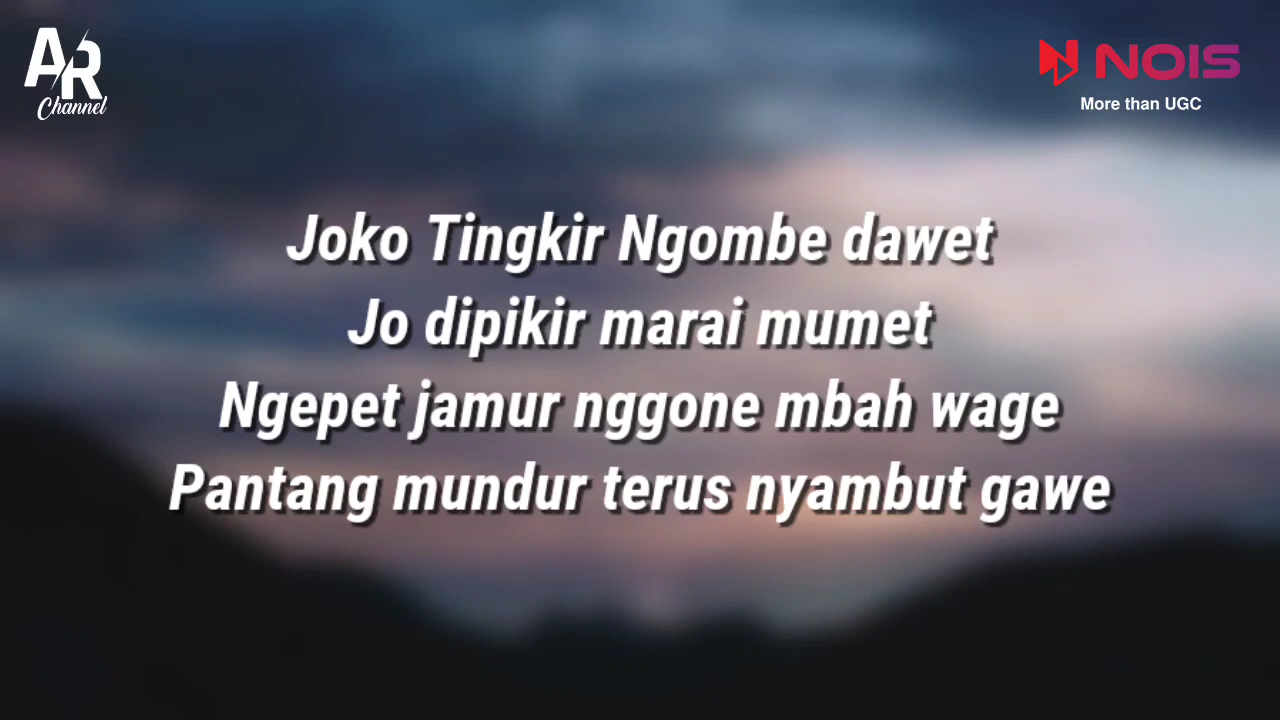 AR
Channel
NOIS
More than UGC
Joko Tingkir Ngombe dawet
Jo dipikir marai mumet
Ngepet jamur nggone mbah wage
Pantang mundur terus nyambut gawe